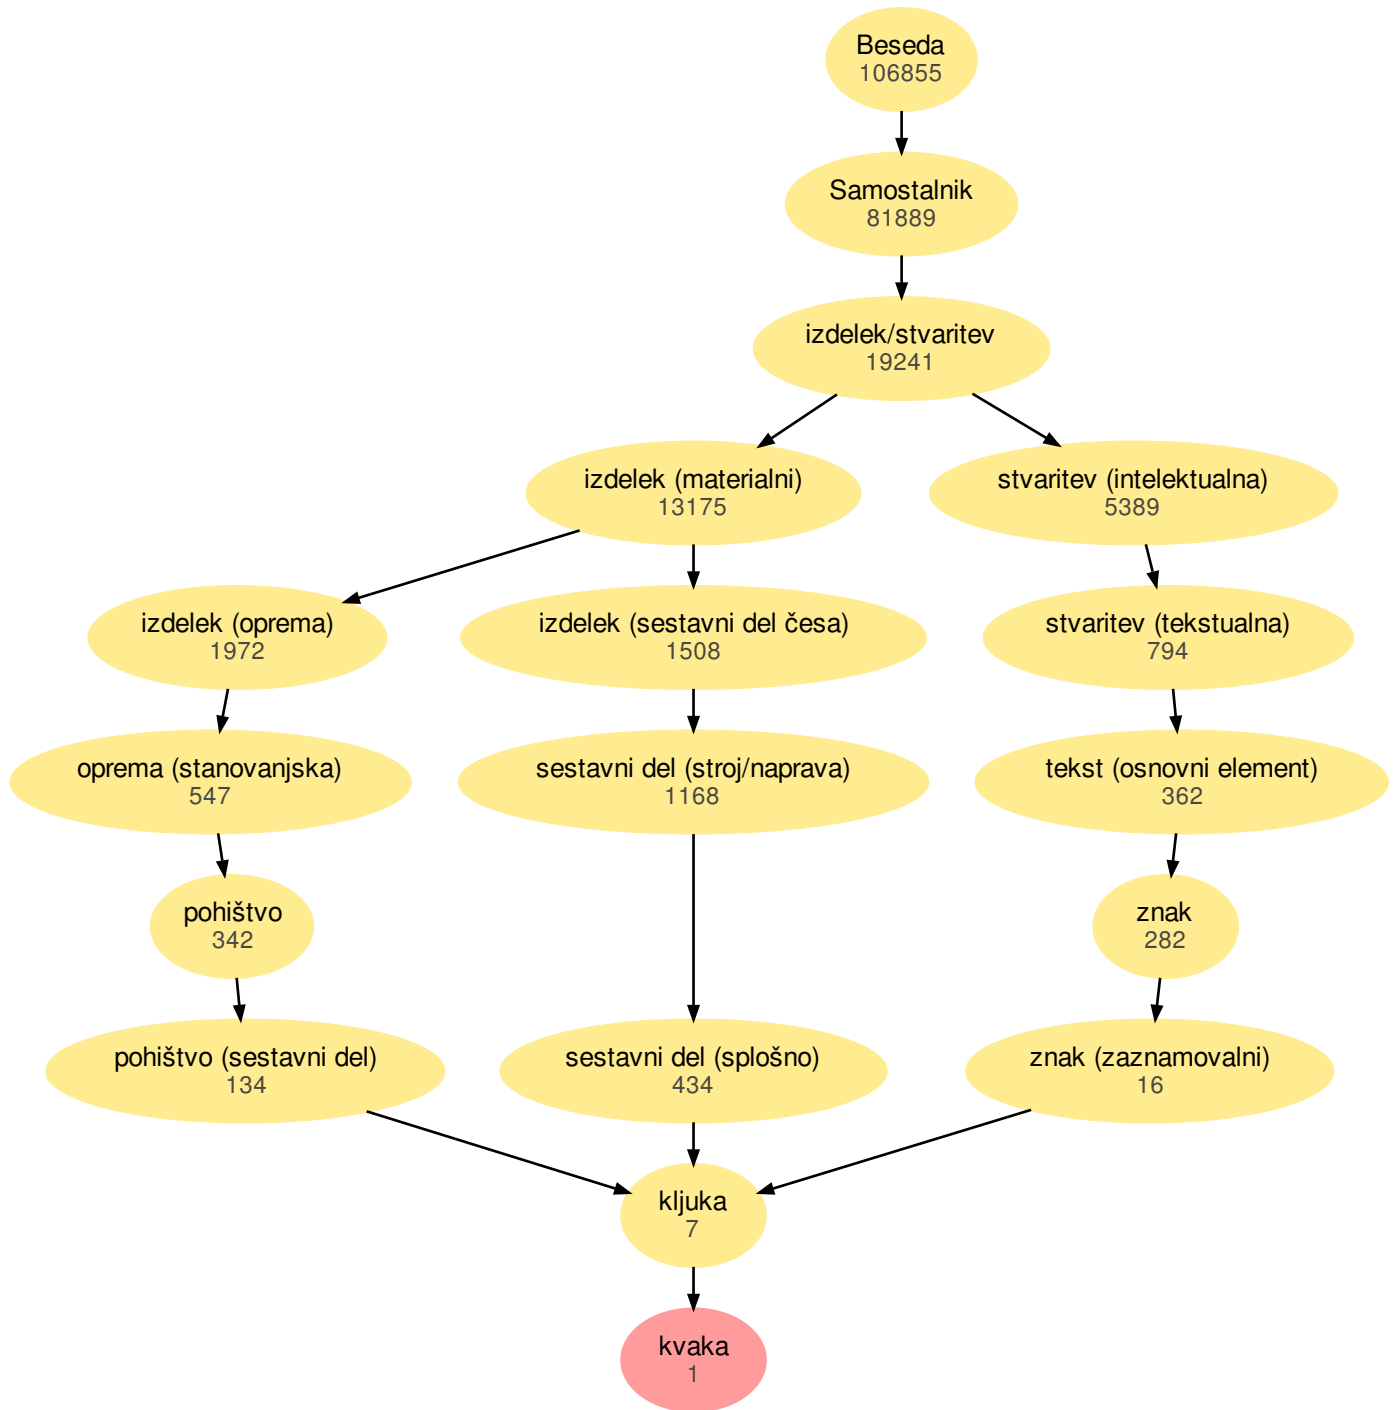 Beseda
106855
Samostalnik
81889
izdelek/stvaritev
19241
izdelek (materialni)
13175
stvaritev (intelektualna)
5389
izdelek (oprema)
1972
izdelek (sestavni del česa)
1508
stvaritev (tekstualna)
794
oprema (stanovanjska)
547
sestavni del (stroj/naprava)
1168
tekst (osnovni element)
362
pohištvo
342
znak
282
pohištvo (sestavni del)
134
sestavni del (splošno)
434
znak (zaznamovalni)
16
kljuka
7
kvaka
1